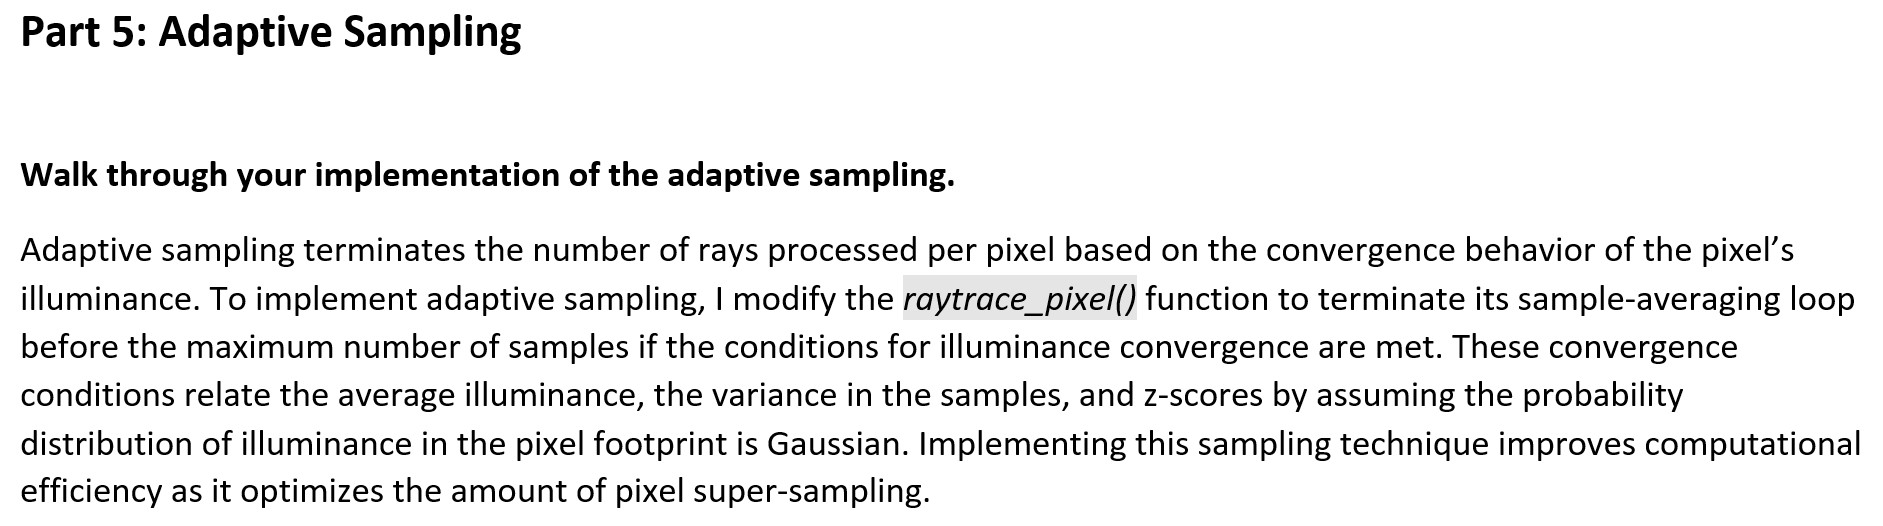 Part 5: Adaptive Sampling
Walk through your implementation of the adaptive sampling.
Adaptive sampling terminates the number of rays processed per pixel based on the convergence behavior of the pixel’s
illuminance. To implement adaptive sampling, I modify the raytrace_pixel() function to terminate its sample-averaging loop
before the maximum number of samples if the conditions for illuminance convergence are met. These convergence
conditions relate the average illuminance, the variance in the samples, and z-scores by assuming the probability
distribution of illuminance in the pixel footprint is Gaussian. Implementing this sampling technique improves computational
efficiency as it optimizes the amount of pixel super-sampling.